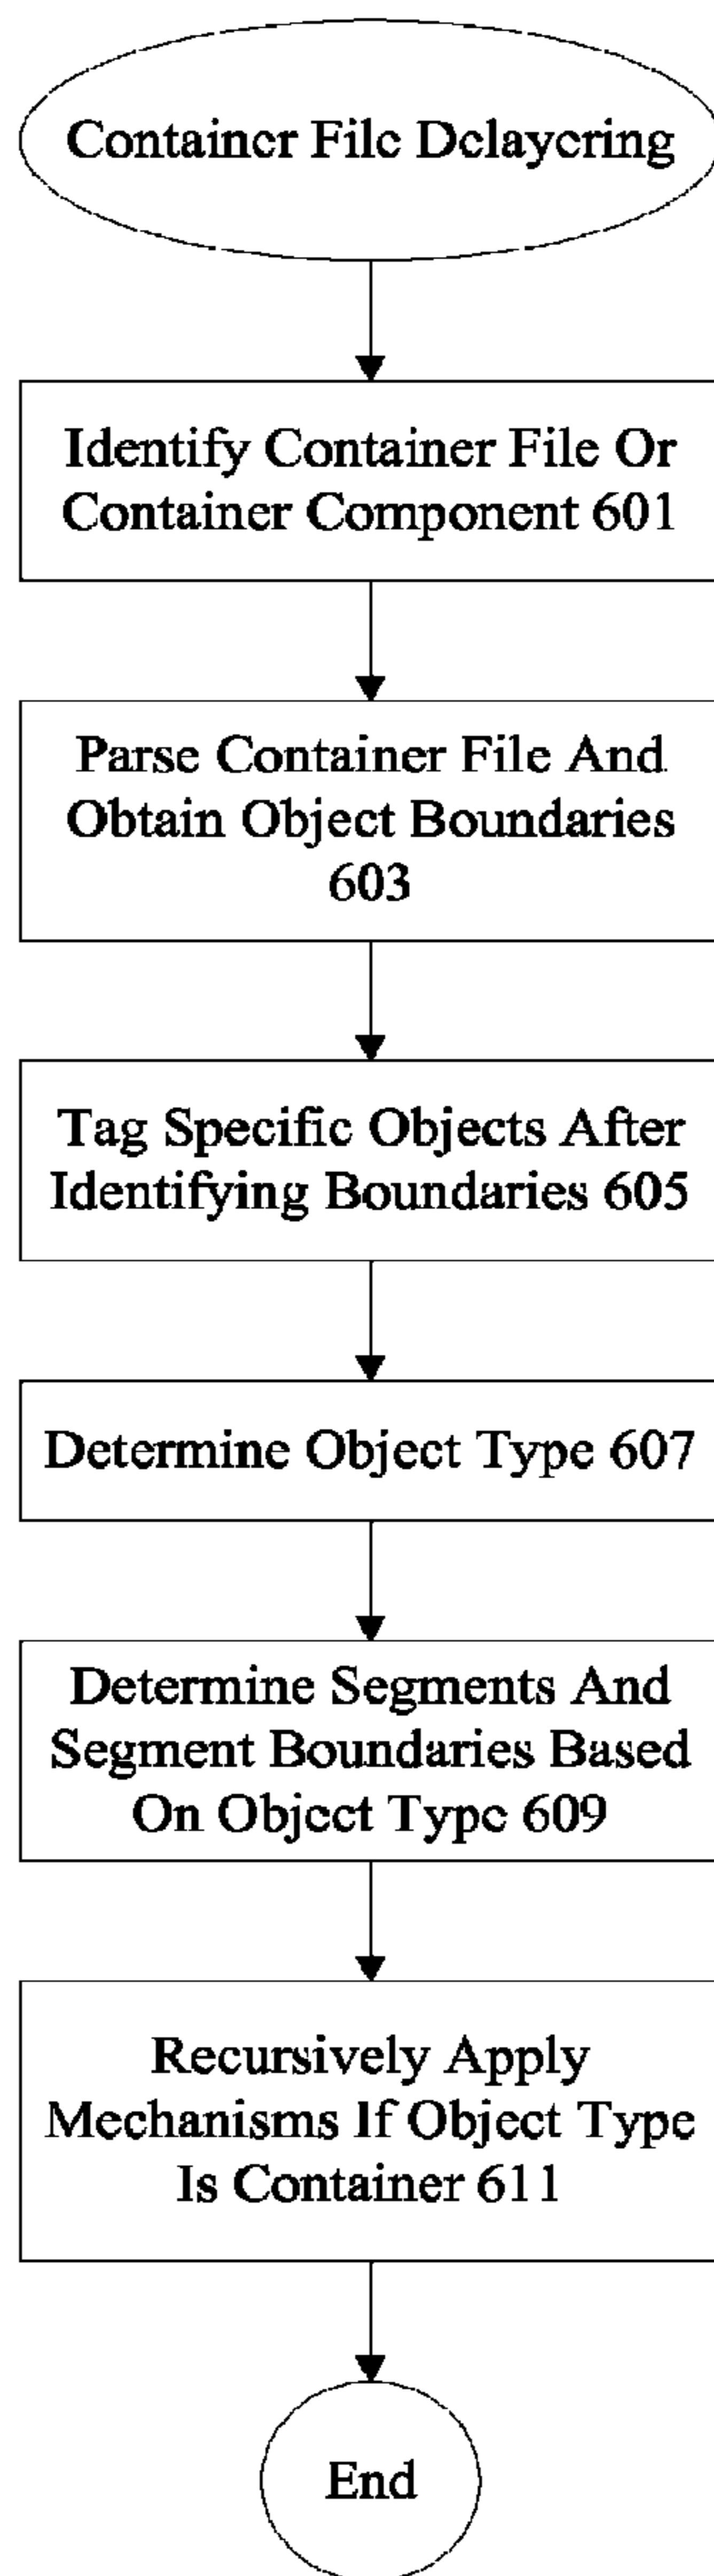 Container File Delayering
Identify Container File Or
Container Component 601
Parse Container File And
Obtain Object Boundaries
603
Tag Specific Objects After
Identifying Boundaries 605
Determine Object Type 607
Determine Segments And
Segment Boundaries Based
On Object Type 609
Recursively Apply
Mechanisms If Object Type
Is Container 611
End